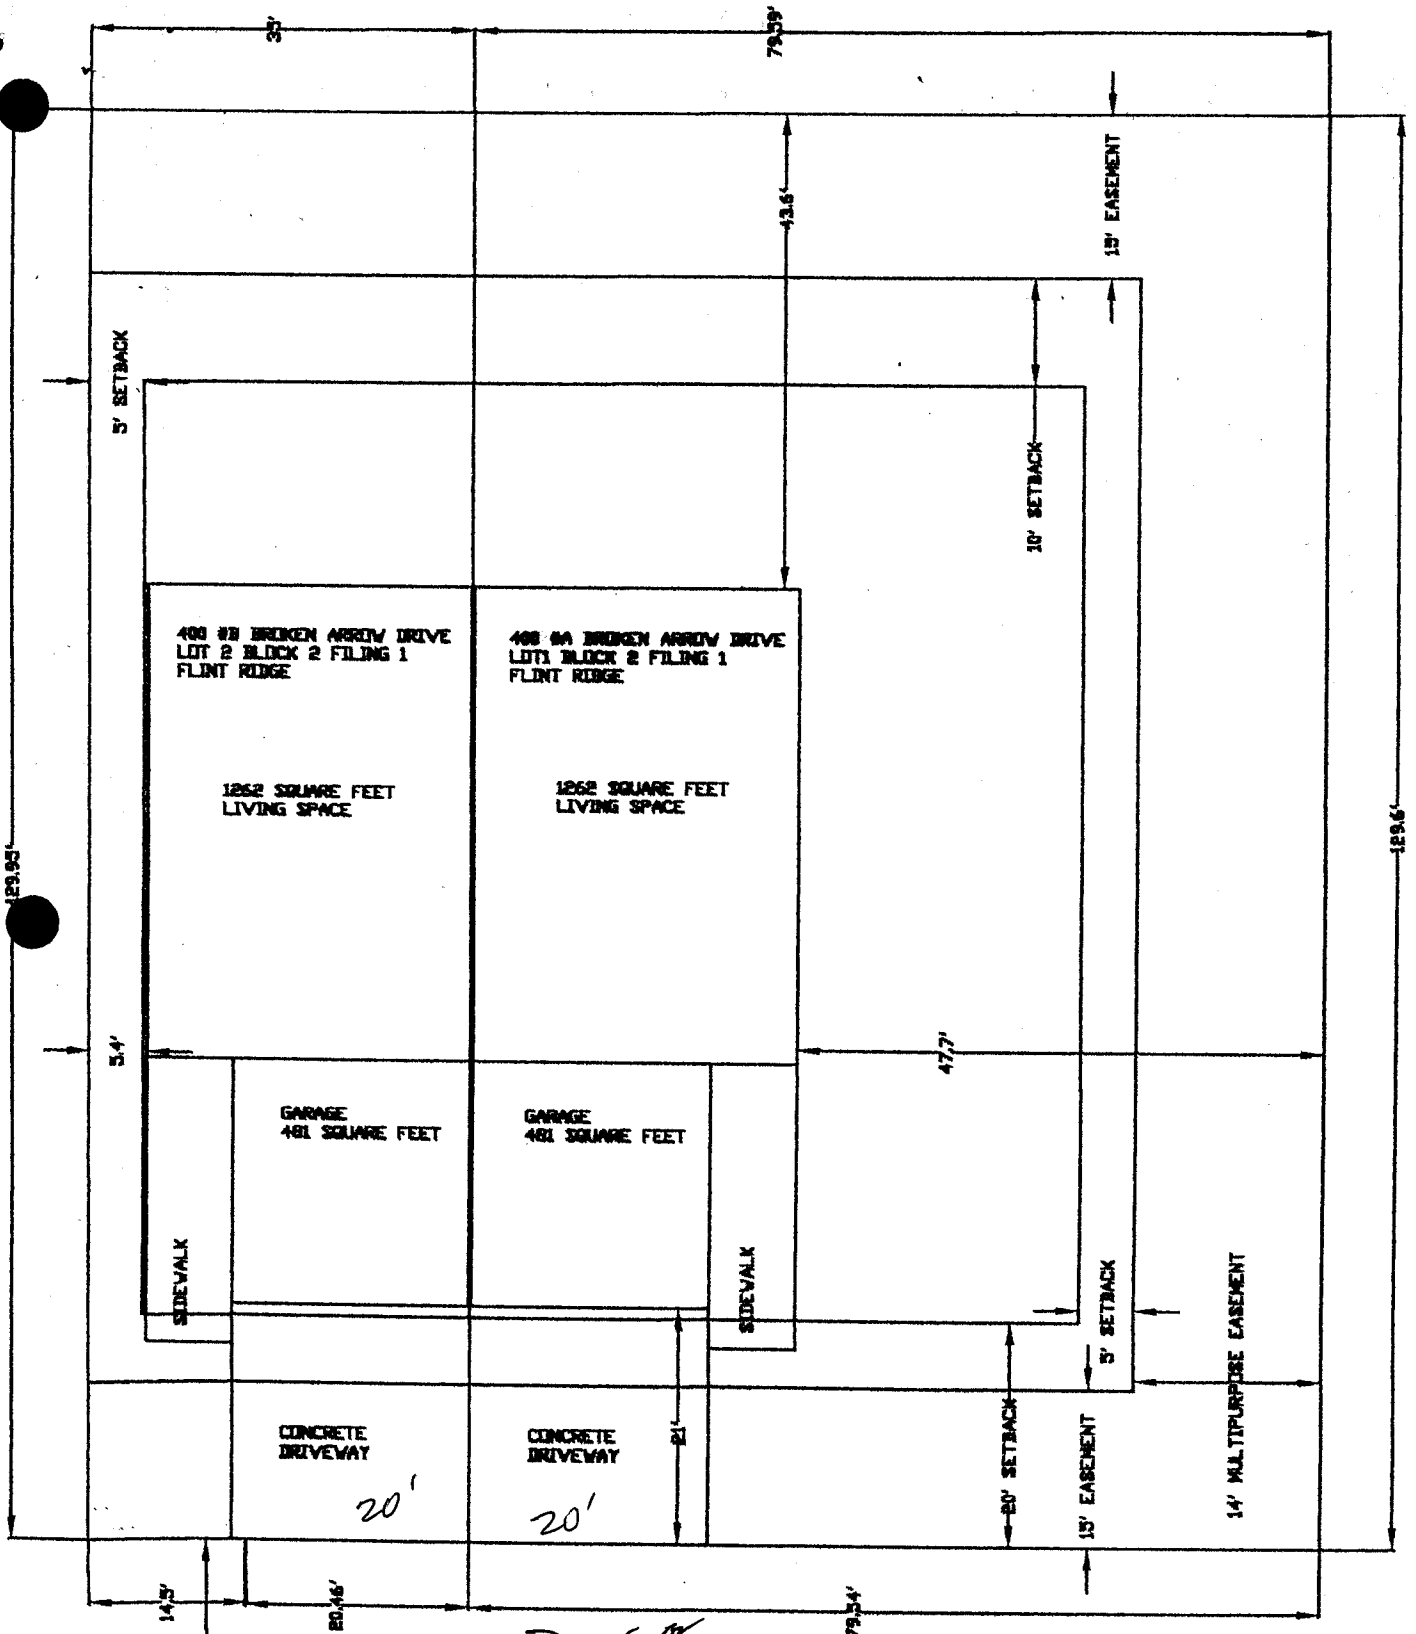 35'
79.59'
15' EASEMENT
43.6'
5' SETBACK
10' SETBACK
400 #B BROKEN ARROW DRIVE
LOT 2 BLOCK 2 FILING 1
FLINT RIDGE
400 #A BROKEN ARROW DRIVE
LOT1 BLOCK 2 FILING 1
FLINT RIDGE
1262 SQUARE FEET
LIVING SPACE
1262 SQUARE FEET
LIVING SPACE
129.95'
129.6'
5.4'
47.7'
GARAGE
481 SQUARE FEET
GARAGE
481 SQUARE FEET
SIDEWALK
SIDEWALK
5' SETBACK
14' MULTIPURPOSE EASEMENT
CONCRETE
DRIVEWAY
CONCRETE
DRIVEWAY
21'
20' SETBACK
15' EASEMENT
20'
20'
14.5'
20.46'
79.54'